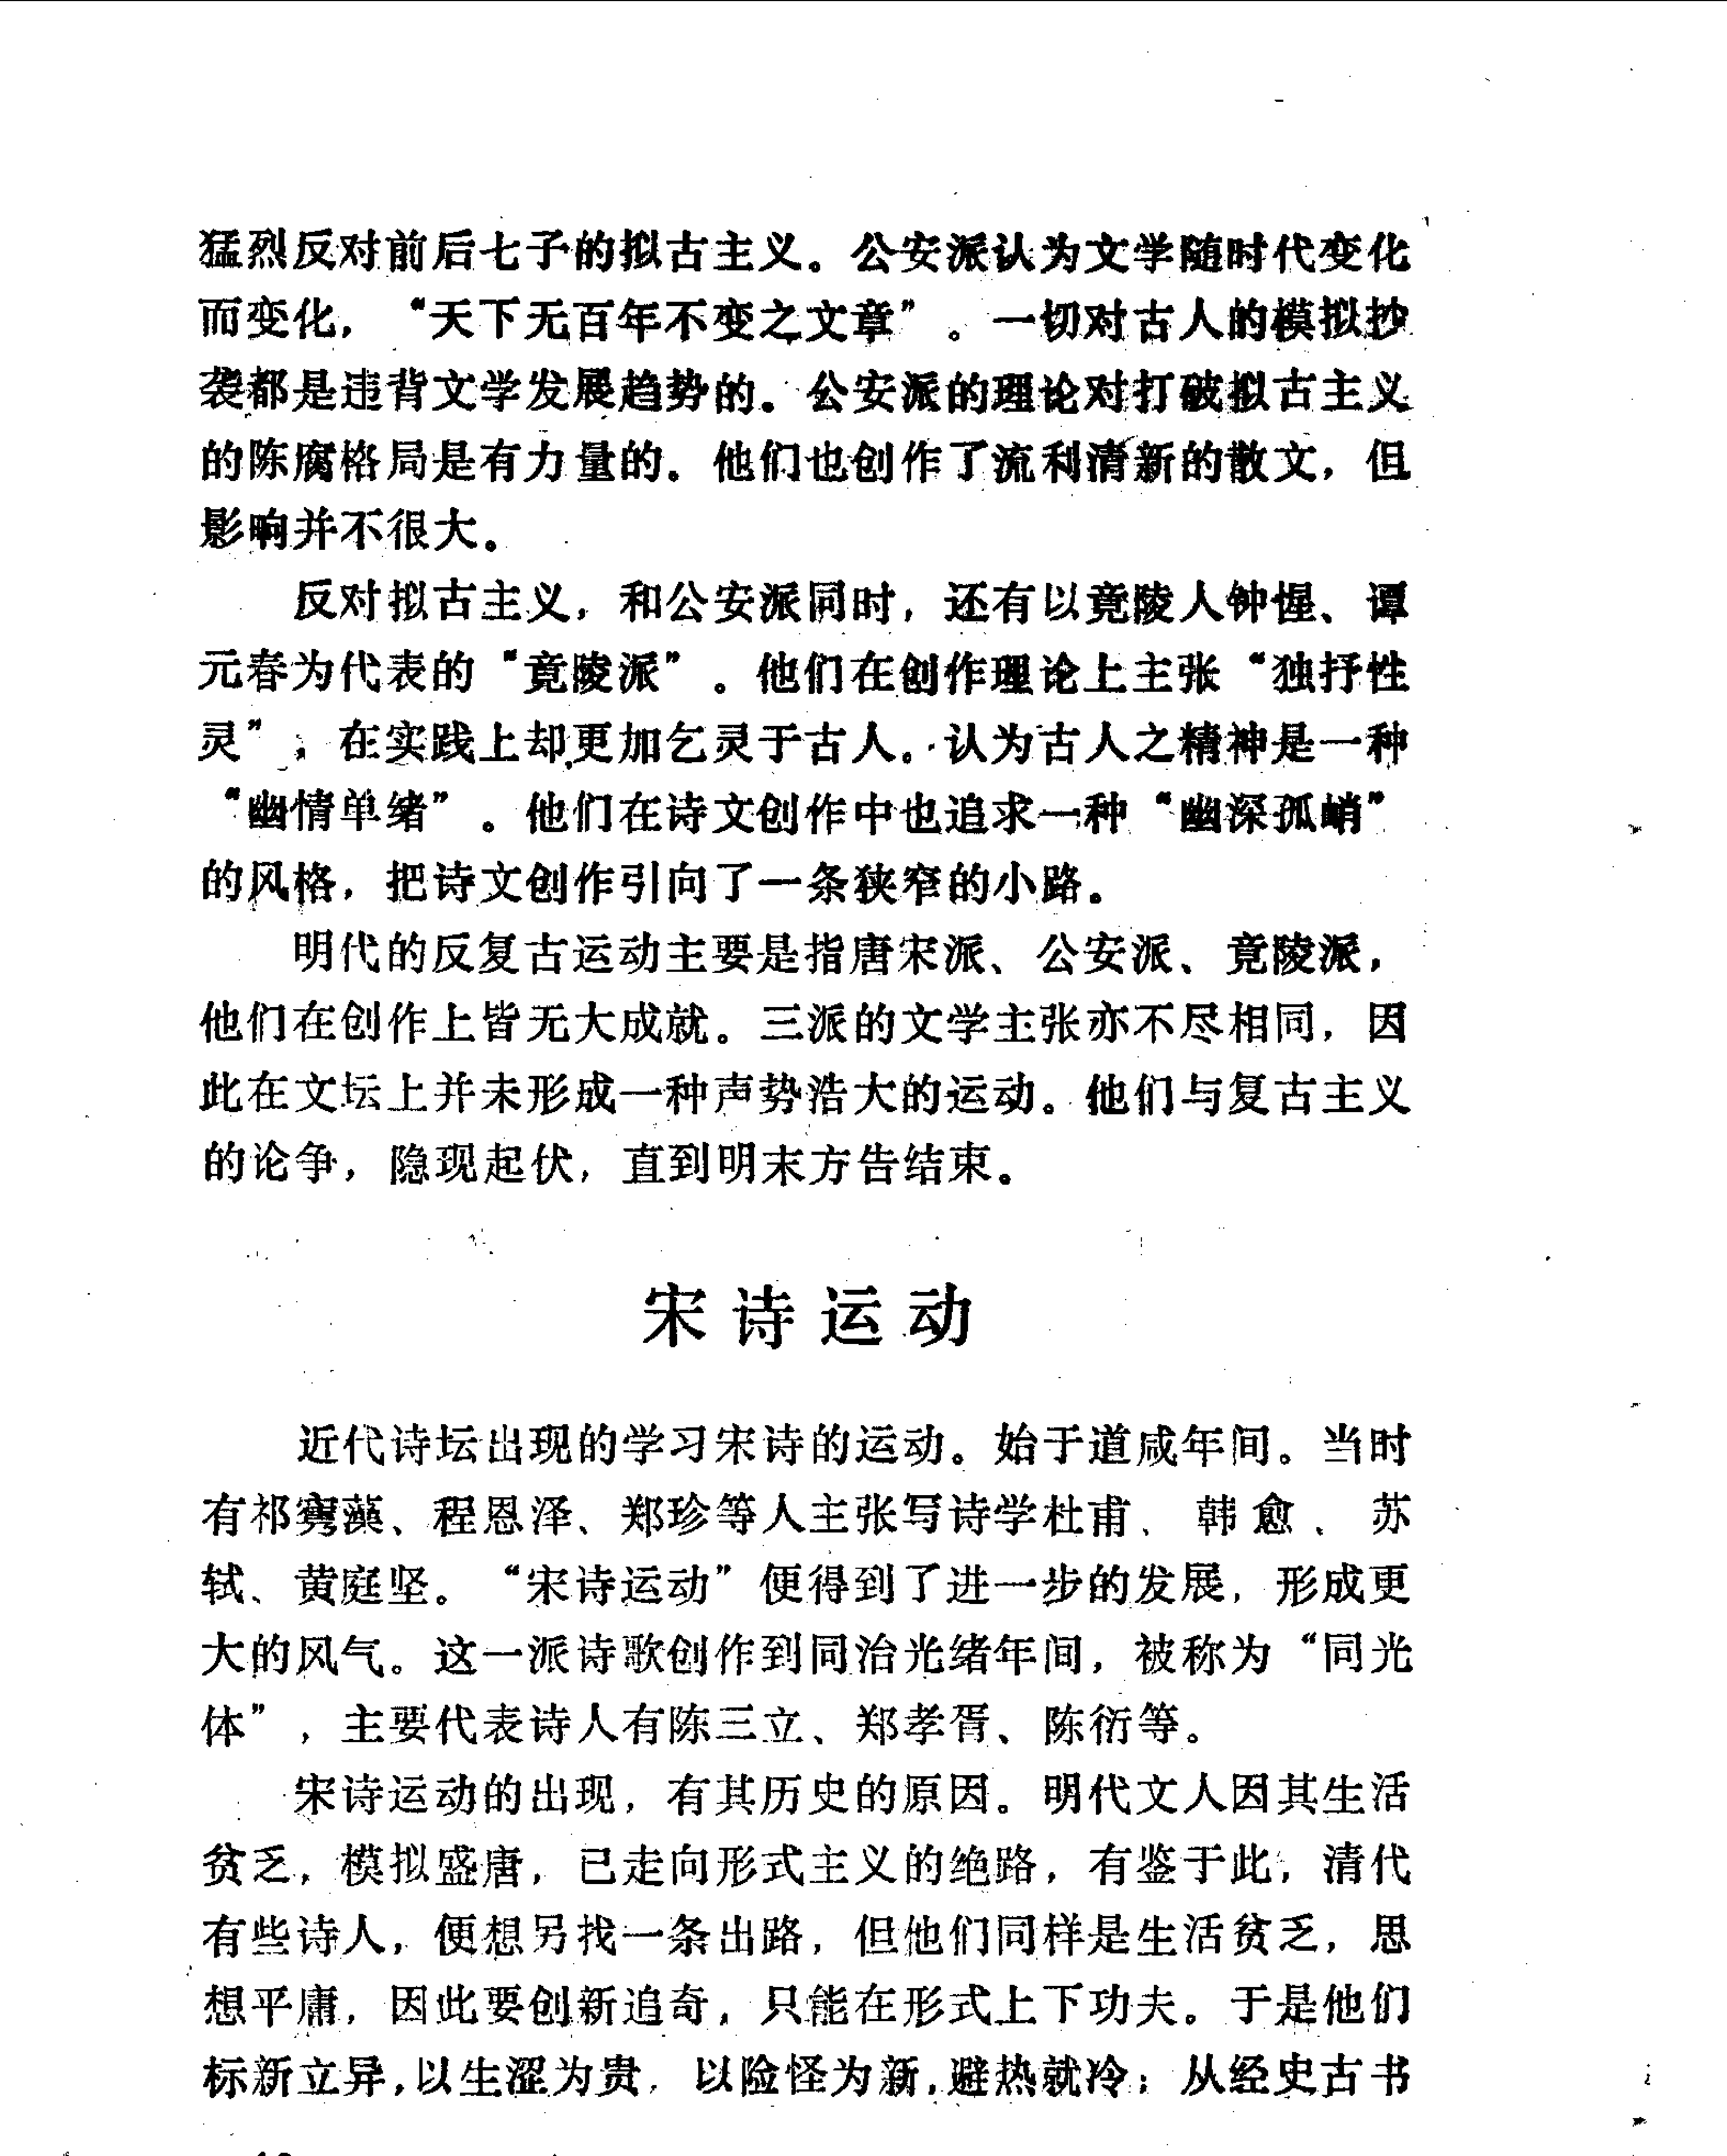 猛烈反对前后七子的拟古主义。公安派认为文学随时代变化
而变化，“天下无百年不变之文章”。一切对古人的模拟抄
袭都是违背文学发展趋势的。公安派的理论对打破拟古主义
的陈腐格局是有力量的。他们也创作了流利清新的散文，但
影响并不很大。
反对拟古主义，和公安派同时，还有以竟陵人钟惺、谭
元春为代表的“竟陵派”。他们在创作理论上主张“独抒性
灵”，在实践上却更加乞灵于古人。认为古人之精神是一种
“幽情单绪”。他们在诗文创作中也追求一种“幽深孤峭”
的风格，把诗文创作引向了一条狭窄的小路。
明代的反复古运动主要是指唐宋派、公安派、竟陵派，
他们在创作上皆无大成就。三派的文学主张亦不尽相同，因
此在文坛上并未形成一种声势浩大的运动。他们与复古主义
的论争，隐现起伏，直到明末方告结束。
宋诗运动
近代诗坛出现的学习宋诗的运动。始于道咸年间。当时
有祁寯藻、程恩泽、郑珍等人主张写诗学杜甫、韩愈、苏
轼、黄庭坚。“宋诗运动”便得到了进一步的发展，形成更
大的风气。这一派诗歌创作到同治光绪年间，被称为“同光
体”，主要代表诗人有陈三立、郑孝胥、陈衍等。
宋诗运动的出现，有其历史的原因。明代文人因其生活
贫乏，模拟盛唐，已走向形式主义的绝路，有鉴于此，清代
有些诗人，便想另找一条出路，但他们同样是生活贫乏，思
想平庸，因此要创新追奇，只能在形式上下功夫。于是他们
标新立异，以生涩为贵，以险怪为新，避热就冷；从经史古书